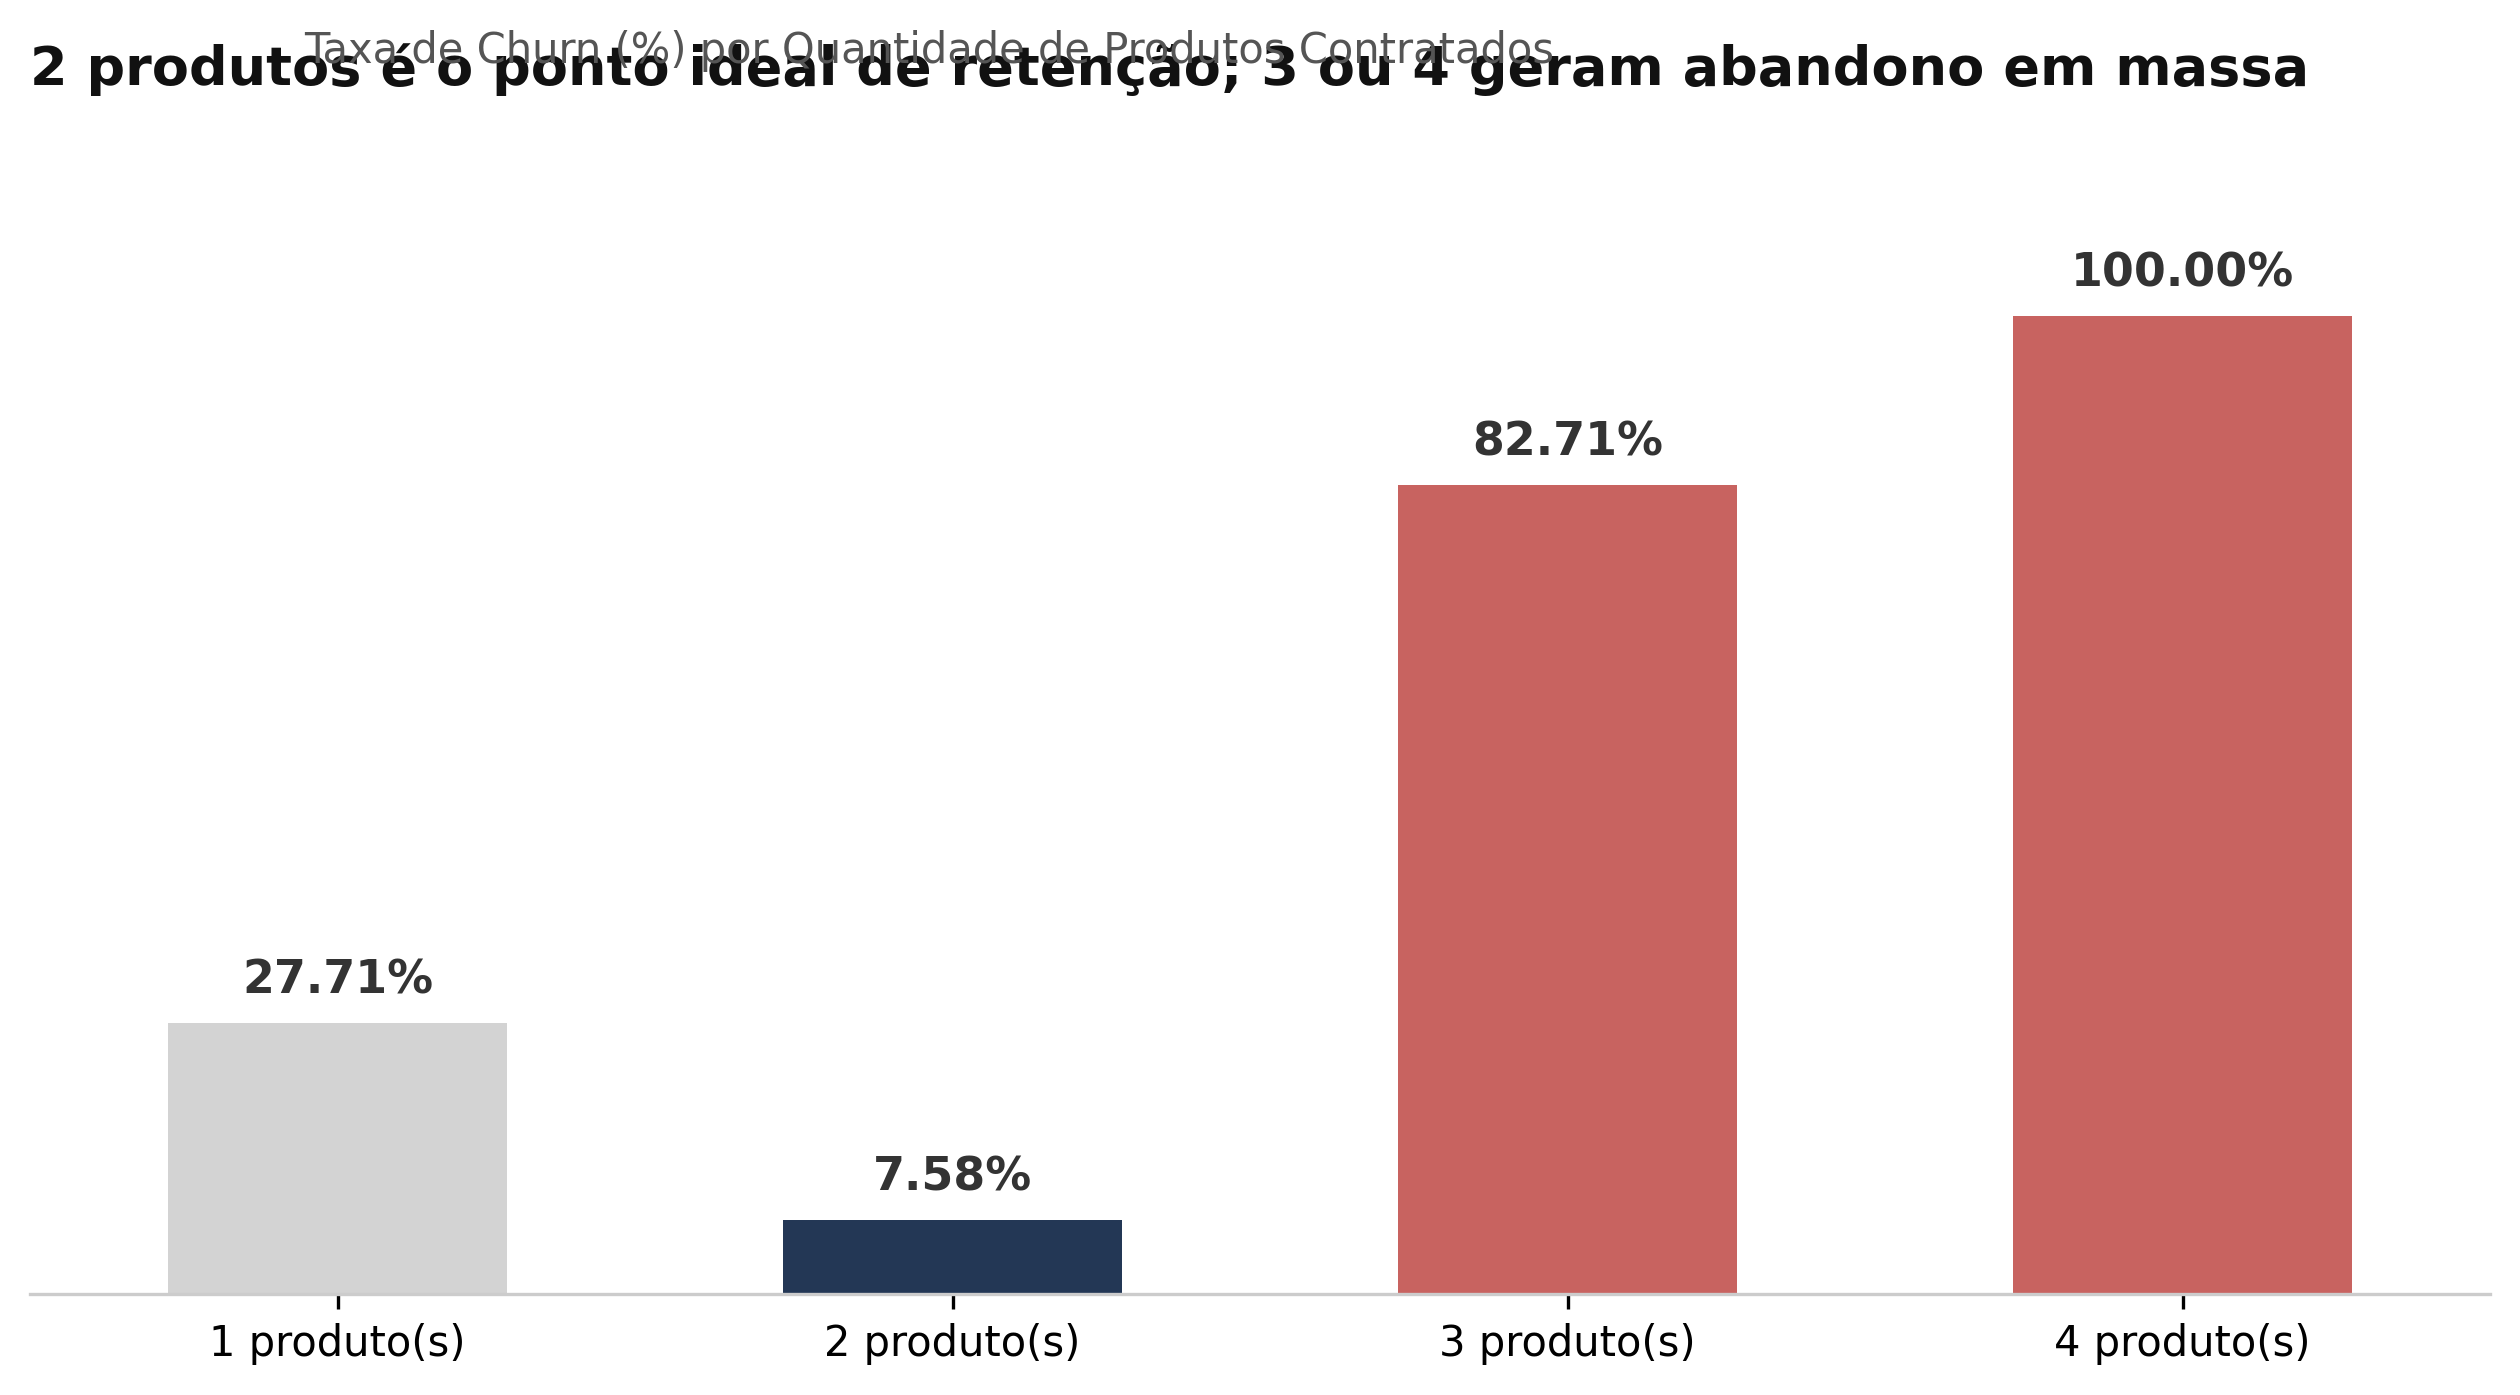 Taxa de Churn (%) por Quantidade de Produtos Contratados
2 produtos é o ponto ideal de retenção; 3 ou 4 geram abandono em massa
100.00%
82.71%
27.71%
7.58%
1 produto(s)
2 produto(s)
3 produto(s)
4 produto(s)